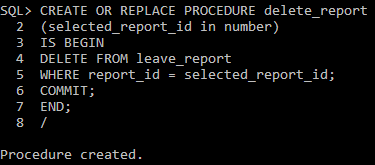 SQL> CREATE OR REPLACE PROCEDURE delete_report
  2  (selected_report_id in number)
  3  IS BEGIN
  4  DELETE FROM leave_report
  5  WHERE report_id = selected_report_id;
  6  COMMIT;
  7  END;
  8  /
Procedure created.